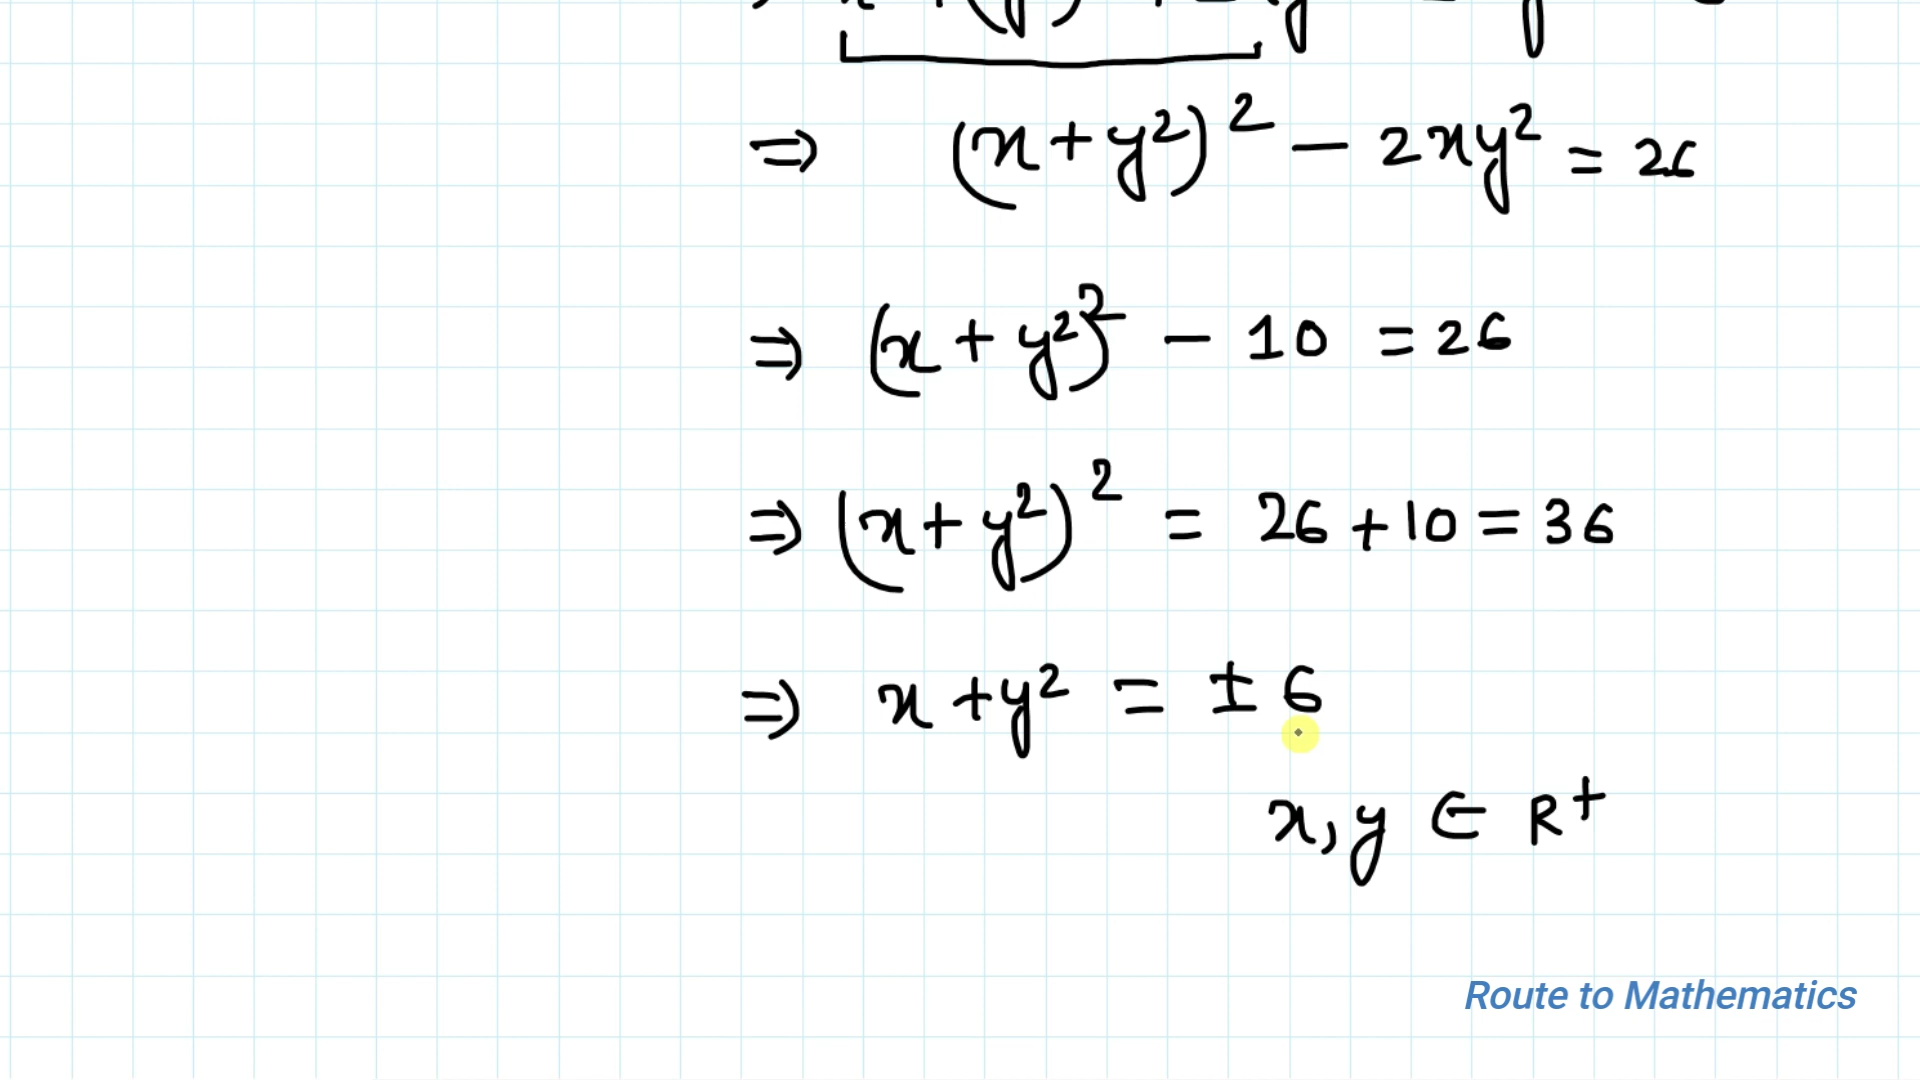 ⇒ (x + y²)² − 2xy² = 26
⇒ (x + y²)² − 10 = 26
⇒ (x + y²)² = 26 + 10 = 36
⇒ x + y² = ± 6
x, y ∈ R⁺
Route to Mathematics